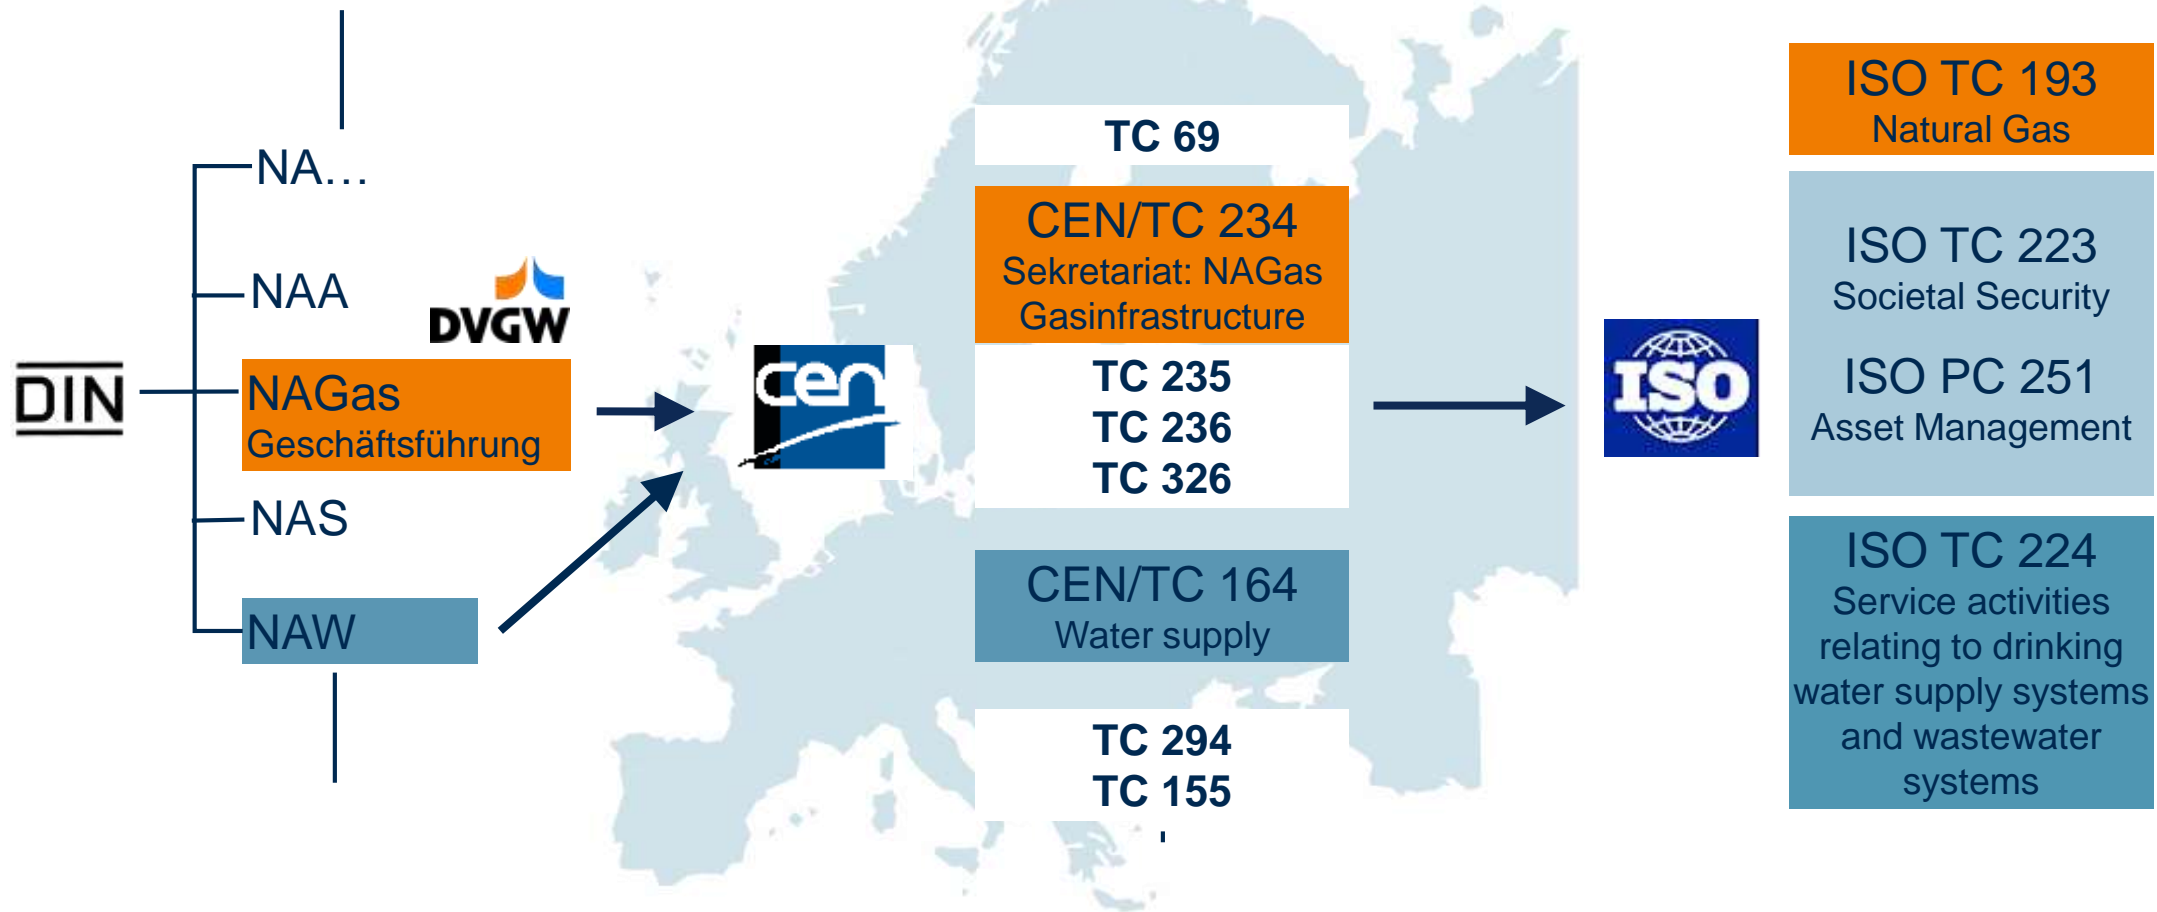 DIN
NA…
NAA
DVGW
NAGas
Geschäftsführung
NAS
NAW
cen
TC 69
CEN/TC 234
Sekretariat: NAGas
Gasinfrastructure
TC 235
TC 236
TC 326
CEN/TC 164
Water supply
TC 294
TC 155
ISO
ISO TC 193
Natural Gas
ISO TC 223
Societal Security
ISO PC 251
Asset Management
ISO TC 224
Service activities
relating to drinking
water supply systems
and wastewater
systems